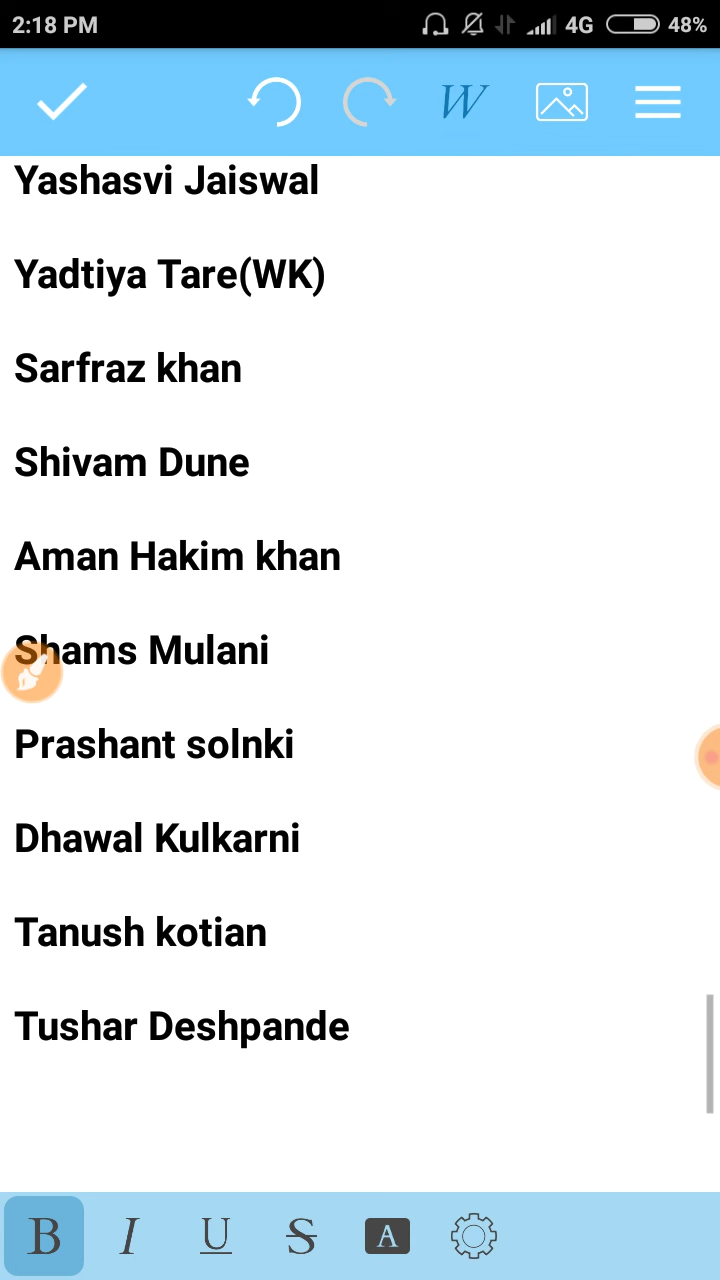 2:18 PM 4G 48%
W
Yashasvi Jaiswal
Yadtiya Tare(WK)
Sarfraz khan
Shivam Dune
Aman Hakim khan
Shams Mulani
Prashant solnki
Dhawal Kulkarni
Tanush kotian
Tushar Deshpande
B I U S A